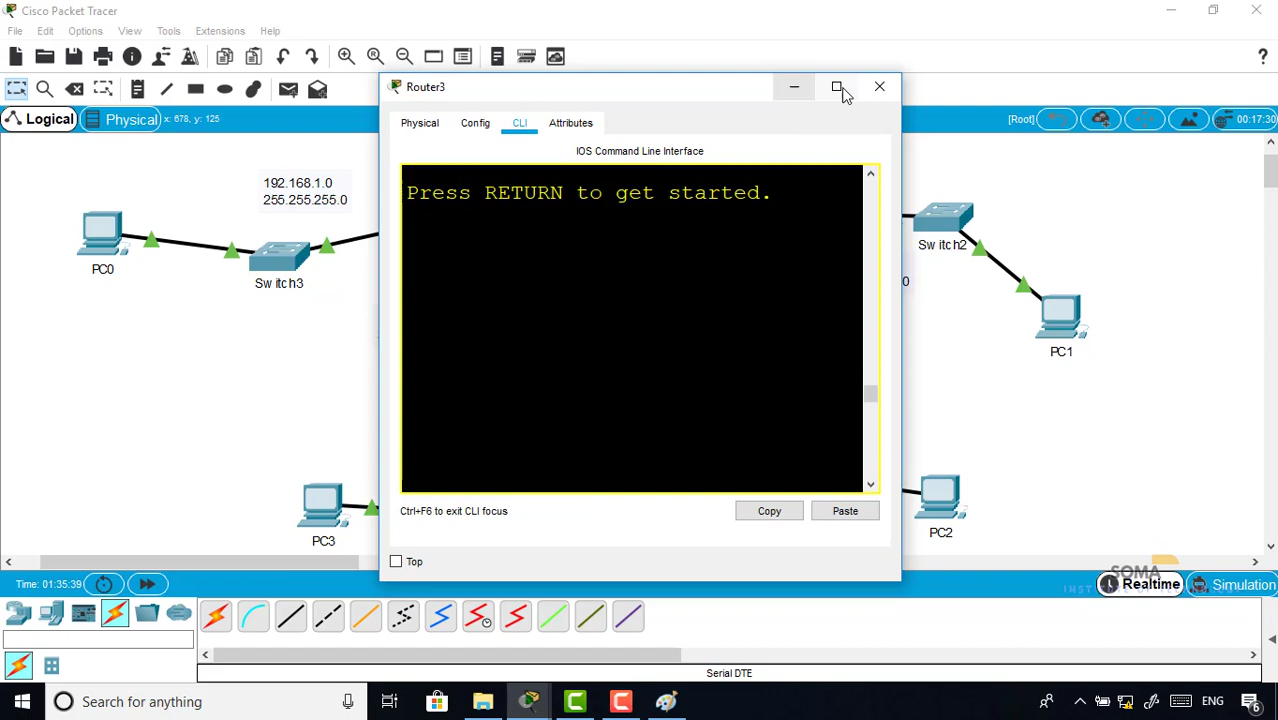 Cisco Packet Tracer
File Edit Options View Tools Extensions Help
?
Logical Physical x: 678, y: 125 [Root] 00:17:30
Router3
Physical Config CLI Attributes
IOS Command Line Interface
Press RETURN to get started.
192.168.1.0
255.255.255.0
PC0
Switch3
Switch2
0
PC1
PC3
PC2
Ctrl+F6 to exit CLI focus Copy Paste
Top
SOMA
Time: 01:35:39 Realtime Simulation
Serial DTE
Search for anything ENG 6